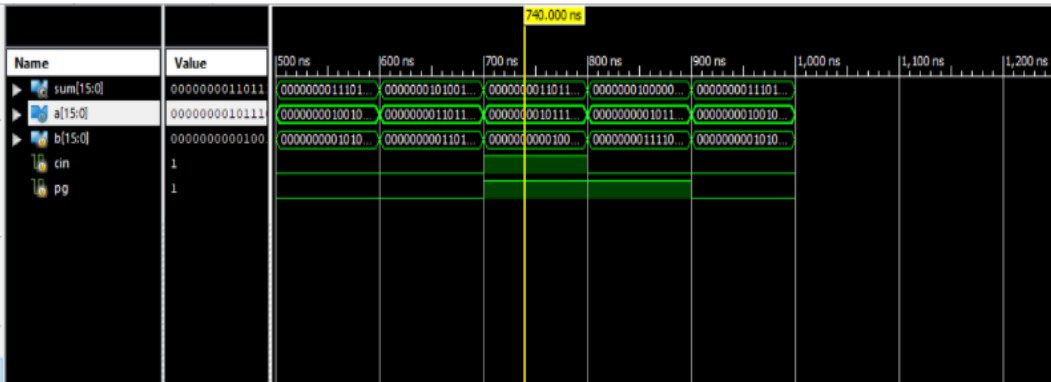 740.000 ns
Name Value 500 ns 600 ns 700 ns 800 ns 900 ns 1,000 ns 1,100 ns 1,200 ns
sum[15:0] 0000000011011 0000000011101... 0000000101001... 0000000011011... 0000000100000... 0000000011101...
a[15:0] 0000000010111 0000000010010... 0000000011011... 0000000010111... 0000000001011... 0000000010010...
b[15:0] 0000000000100 0000000001010... 0000000001101... 0000000000100... 0000000011110... 0000000001010...
cin 1
pg 1